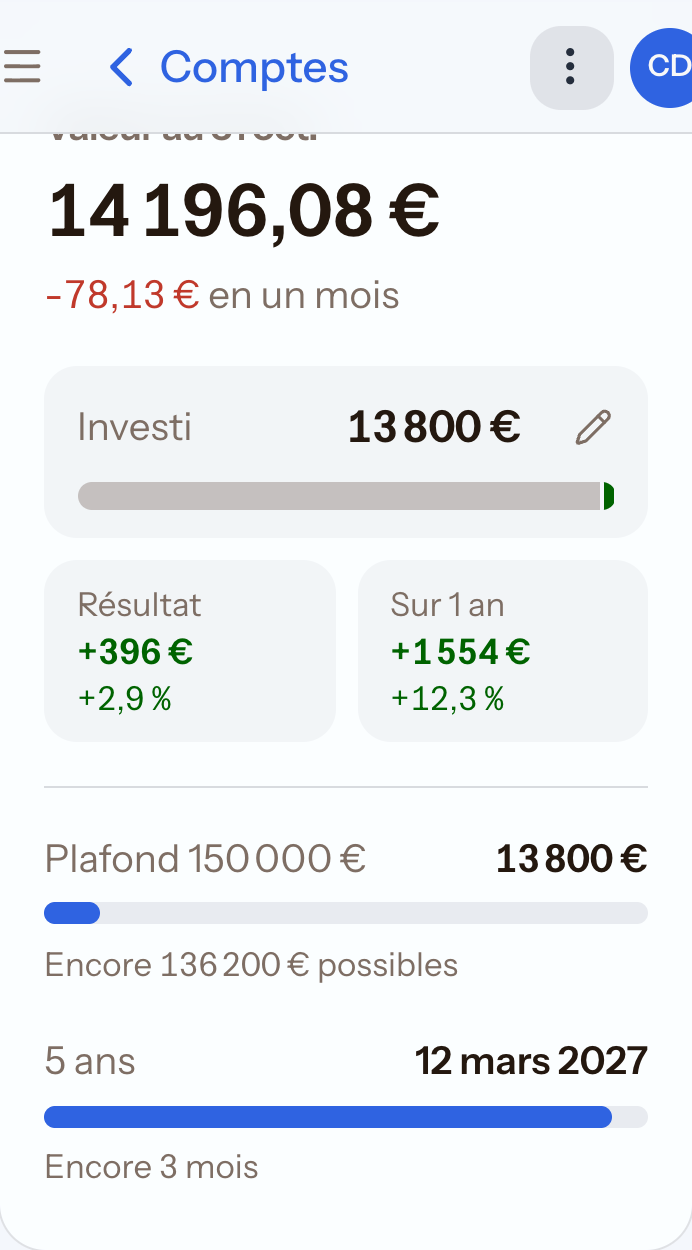 Comptes
CD
14 196,08 €
-78,13 € en un mois
Investi 13 800 €
Résultat
+396 €
+2,9 %
Sur 1 an
+1 554 €
+12,3 %
Plafond 150 000 € 13 800 €
Encore 136 200 € possibles
5 ans 12 mars 2027
Encore 3 mois